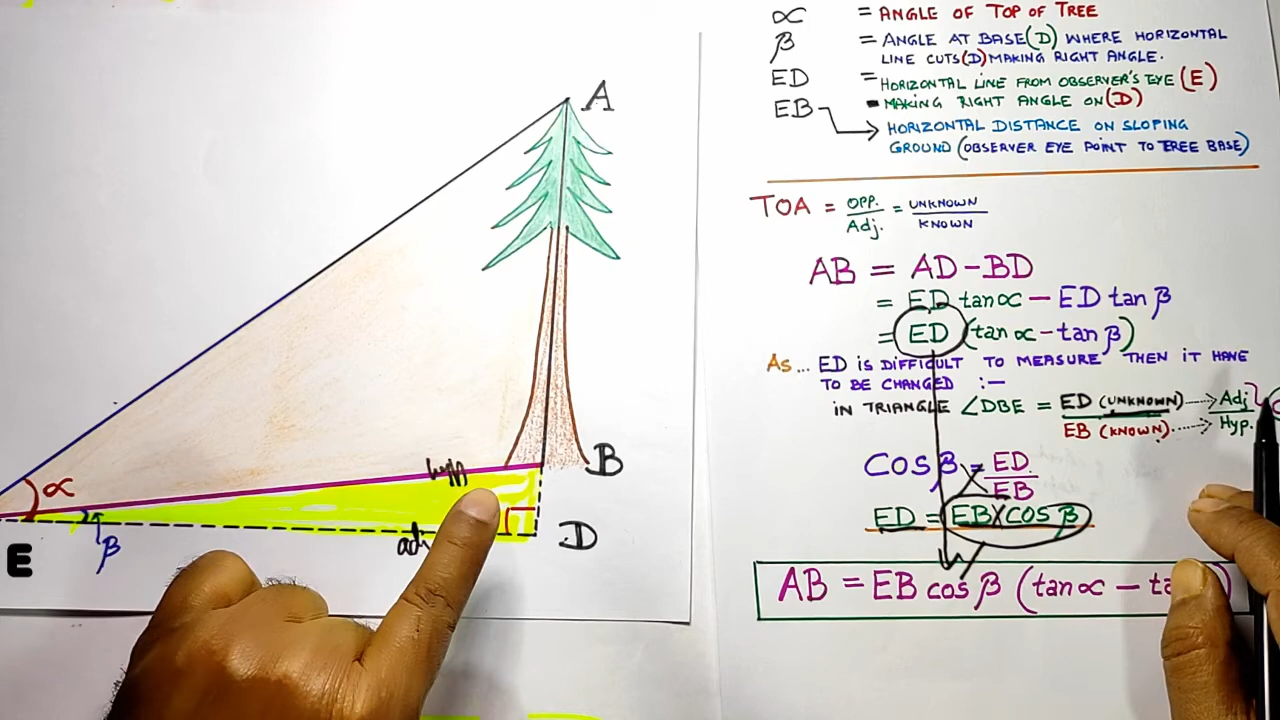 A
α
hyp
B
adj
D
β
E
α = ANGLE OF TOP OF TREE
β = ANGLE AT BASE(D) WHERE HORIZONTAL
LINE CUTS(D) MAKING RIGHT ANGLE.
ED = HORIZONTAL LINE FROM OBSERVER'S EYE (E)
MAKING RIGHT ANGLE ON (D)
EB → HORIZONTAL DISTANCE ON SLOPING
GROUND (OBSERVER EYE POINT TO TREE BASE)
TOA = OPP./Adj. = UNKNOWN/KNOWN
AB = AD - BD
= ED tan α - ED tan β
= ED (tan α - tan β)
As... ED IS DIFFICULT TO MEASURE THEN IT HAVE
TO BE CHANGED :-
IN TRIANGLE ∠DBE = ED (UNKNOWN)/EB (KNOWN) → Adj/Hyp.
COS β = ED/EB
ED = EB X COS β
AB = EB cos β (tan α -